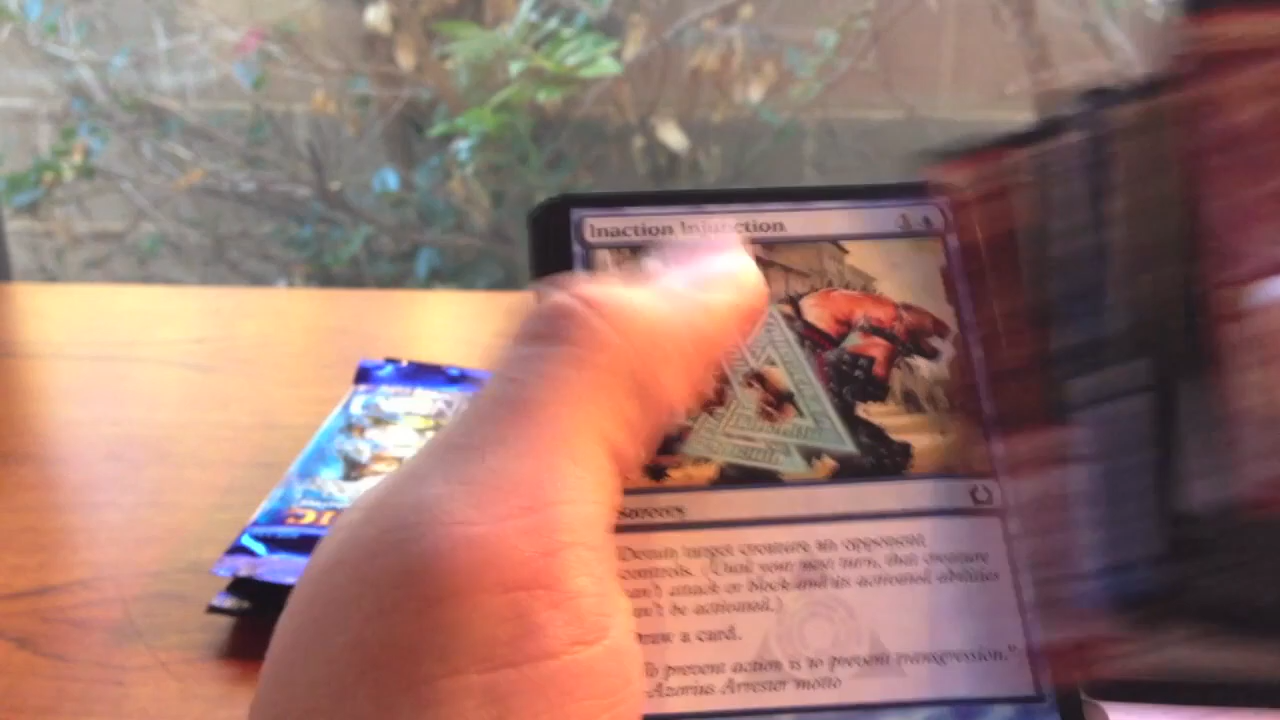 Inaction Injunction
Sorcery
Detain target creature an opponent
controls. (Until your next turn, that creature
can't attack or block and its activated abilities
can't be activated.)
Draw a card.
To prevent action is to prevent transgression."
-Azorius Arrester motto